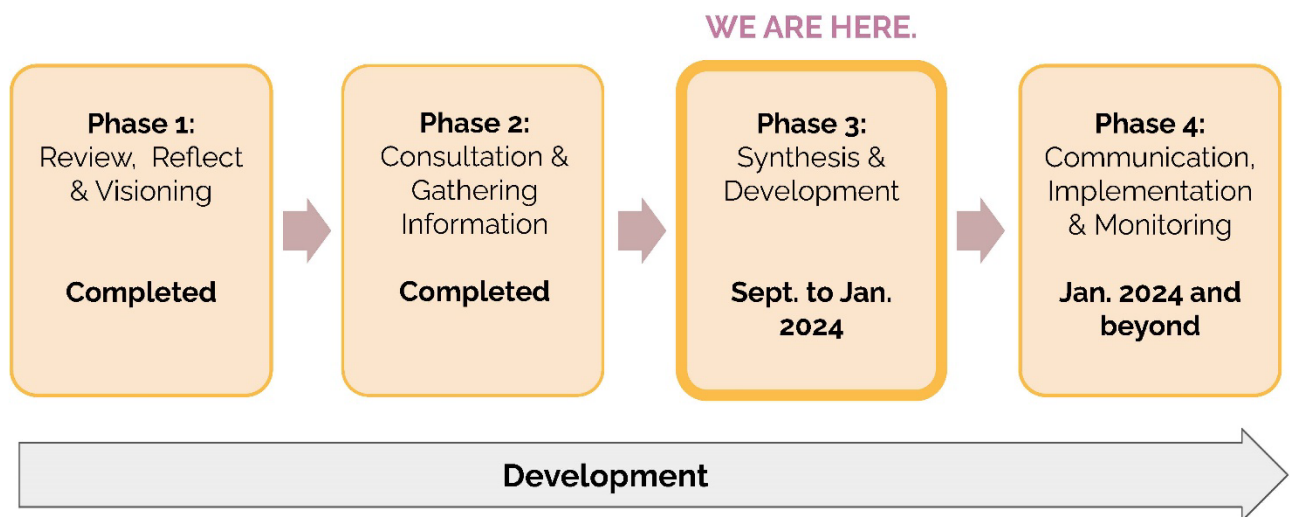 WE ARE HERE.
Phase 1:
Review, Reflect
& Visioning
Completed
Phase 2:
Consultation &
Gathering
Information
Completed
Phase 3:
Synthesis &
Development
Sept. to Jan.
2024
Phase 4:
Communication,
Implementation
& Monitoring
Jan. 2024 and
beyond
Development